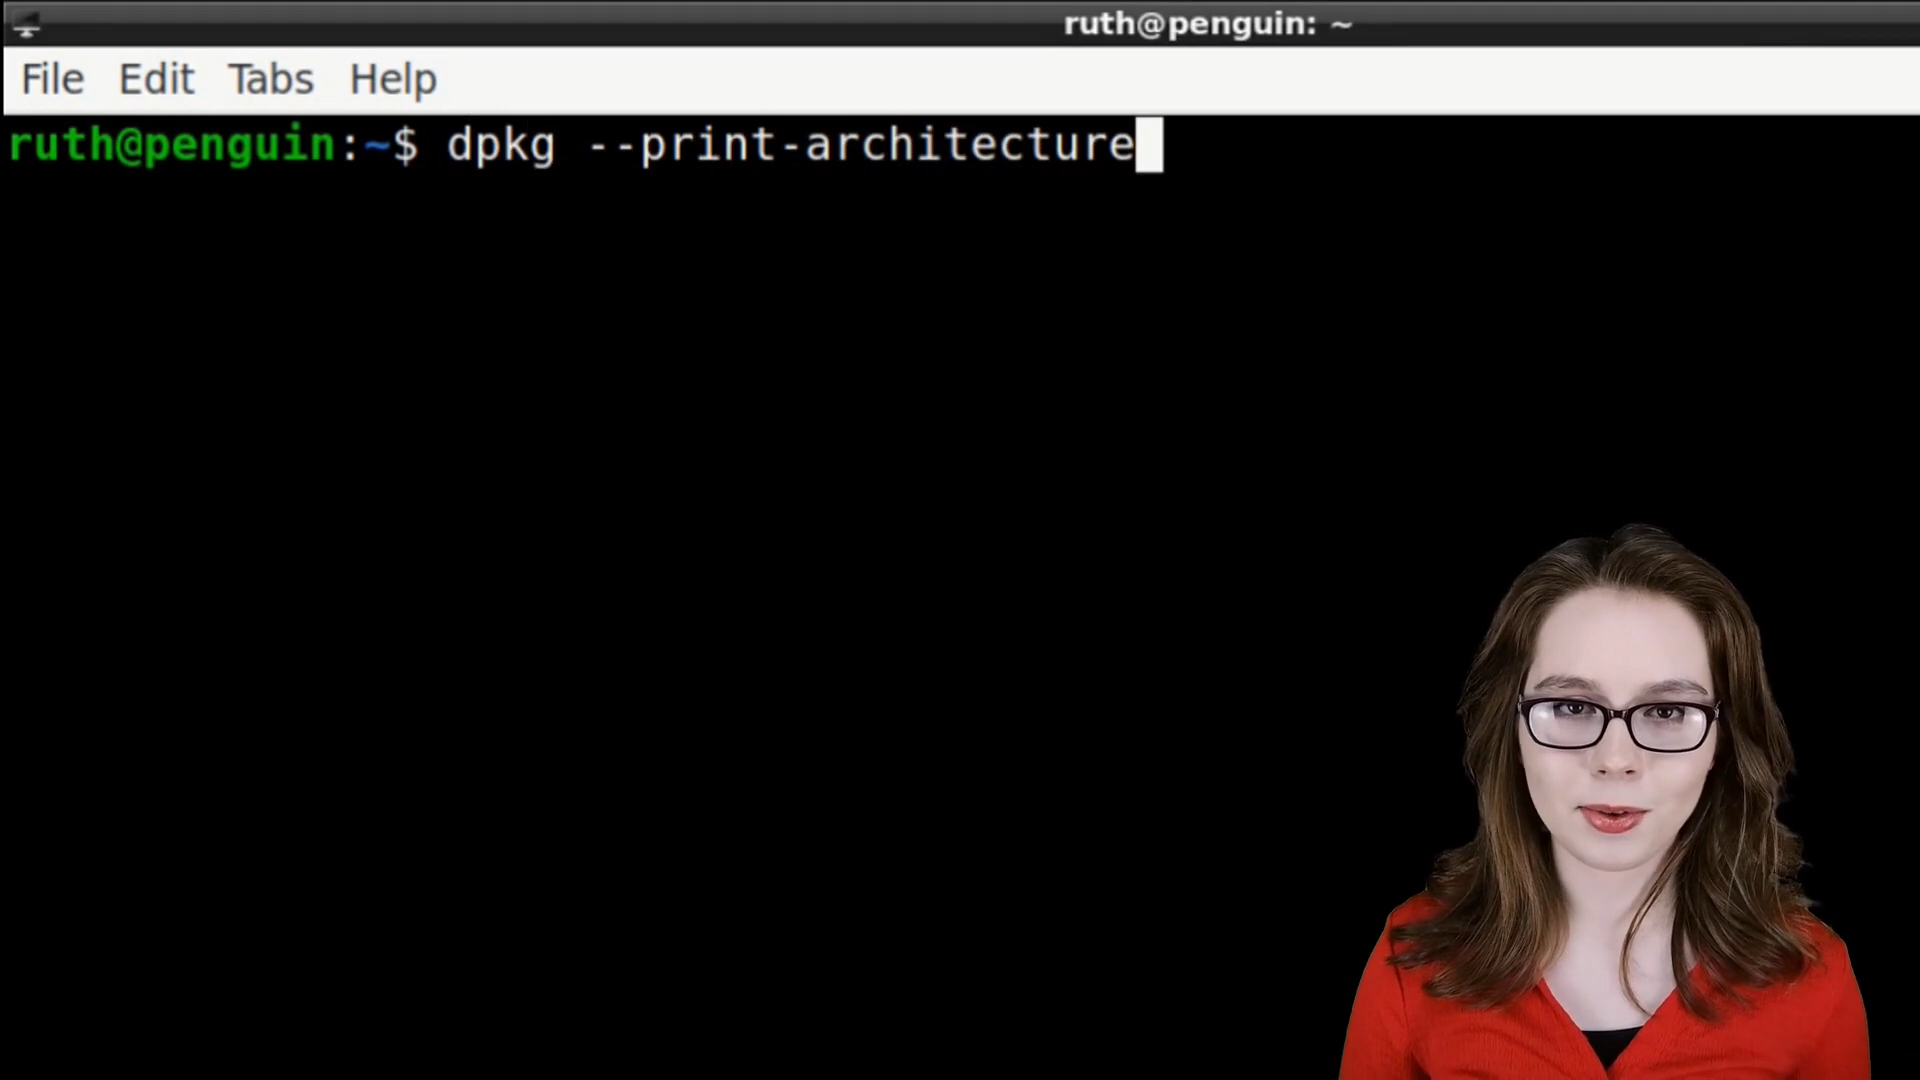 ruth@penguin: ~
File Edit Tabs Help
ruth@penguin:~$ dpkg --print-architecture